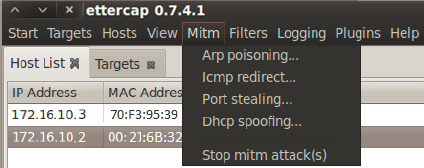 ettercap 0.7.4.1
Start Targets Hosts View Mitm Filters Logging Plugins Help
Host List Targets
Arp poisoning...
Icmp redirect...
Port stealing...
Dhcp spoofing...
Stop mitm attack(s)
IP Address MAC Addres
172.16.10.3 70:F3:95:39
172.16.10.2 00:21:6B:32